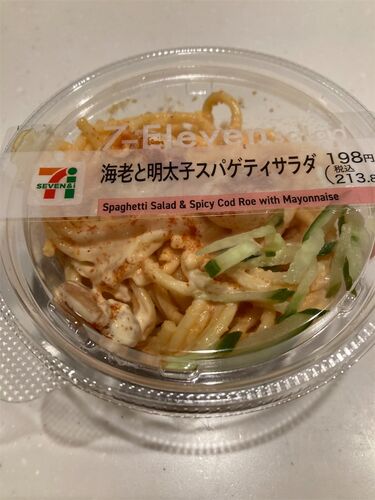 7-Eleven
海老と明太子スパゲティサラダ
198円
税込
(213.8
SEVEN&i
Spaghetti Salad & Spicy Cod Roe with Mayonnaise